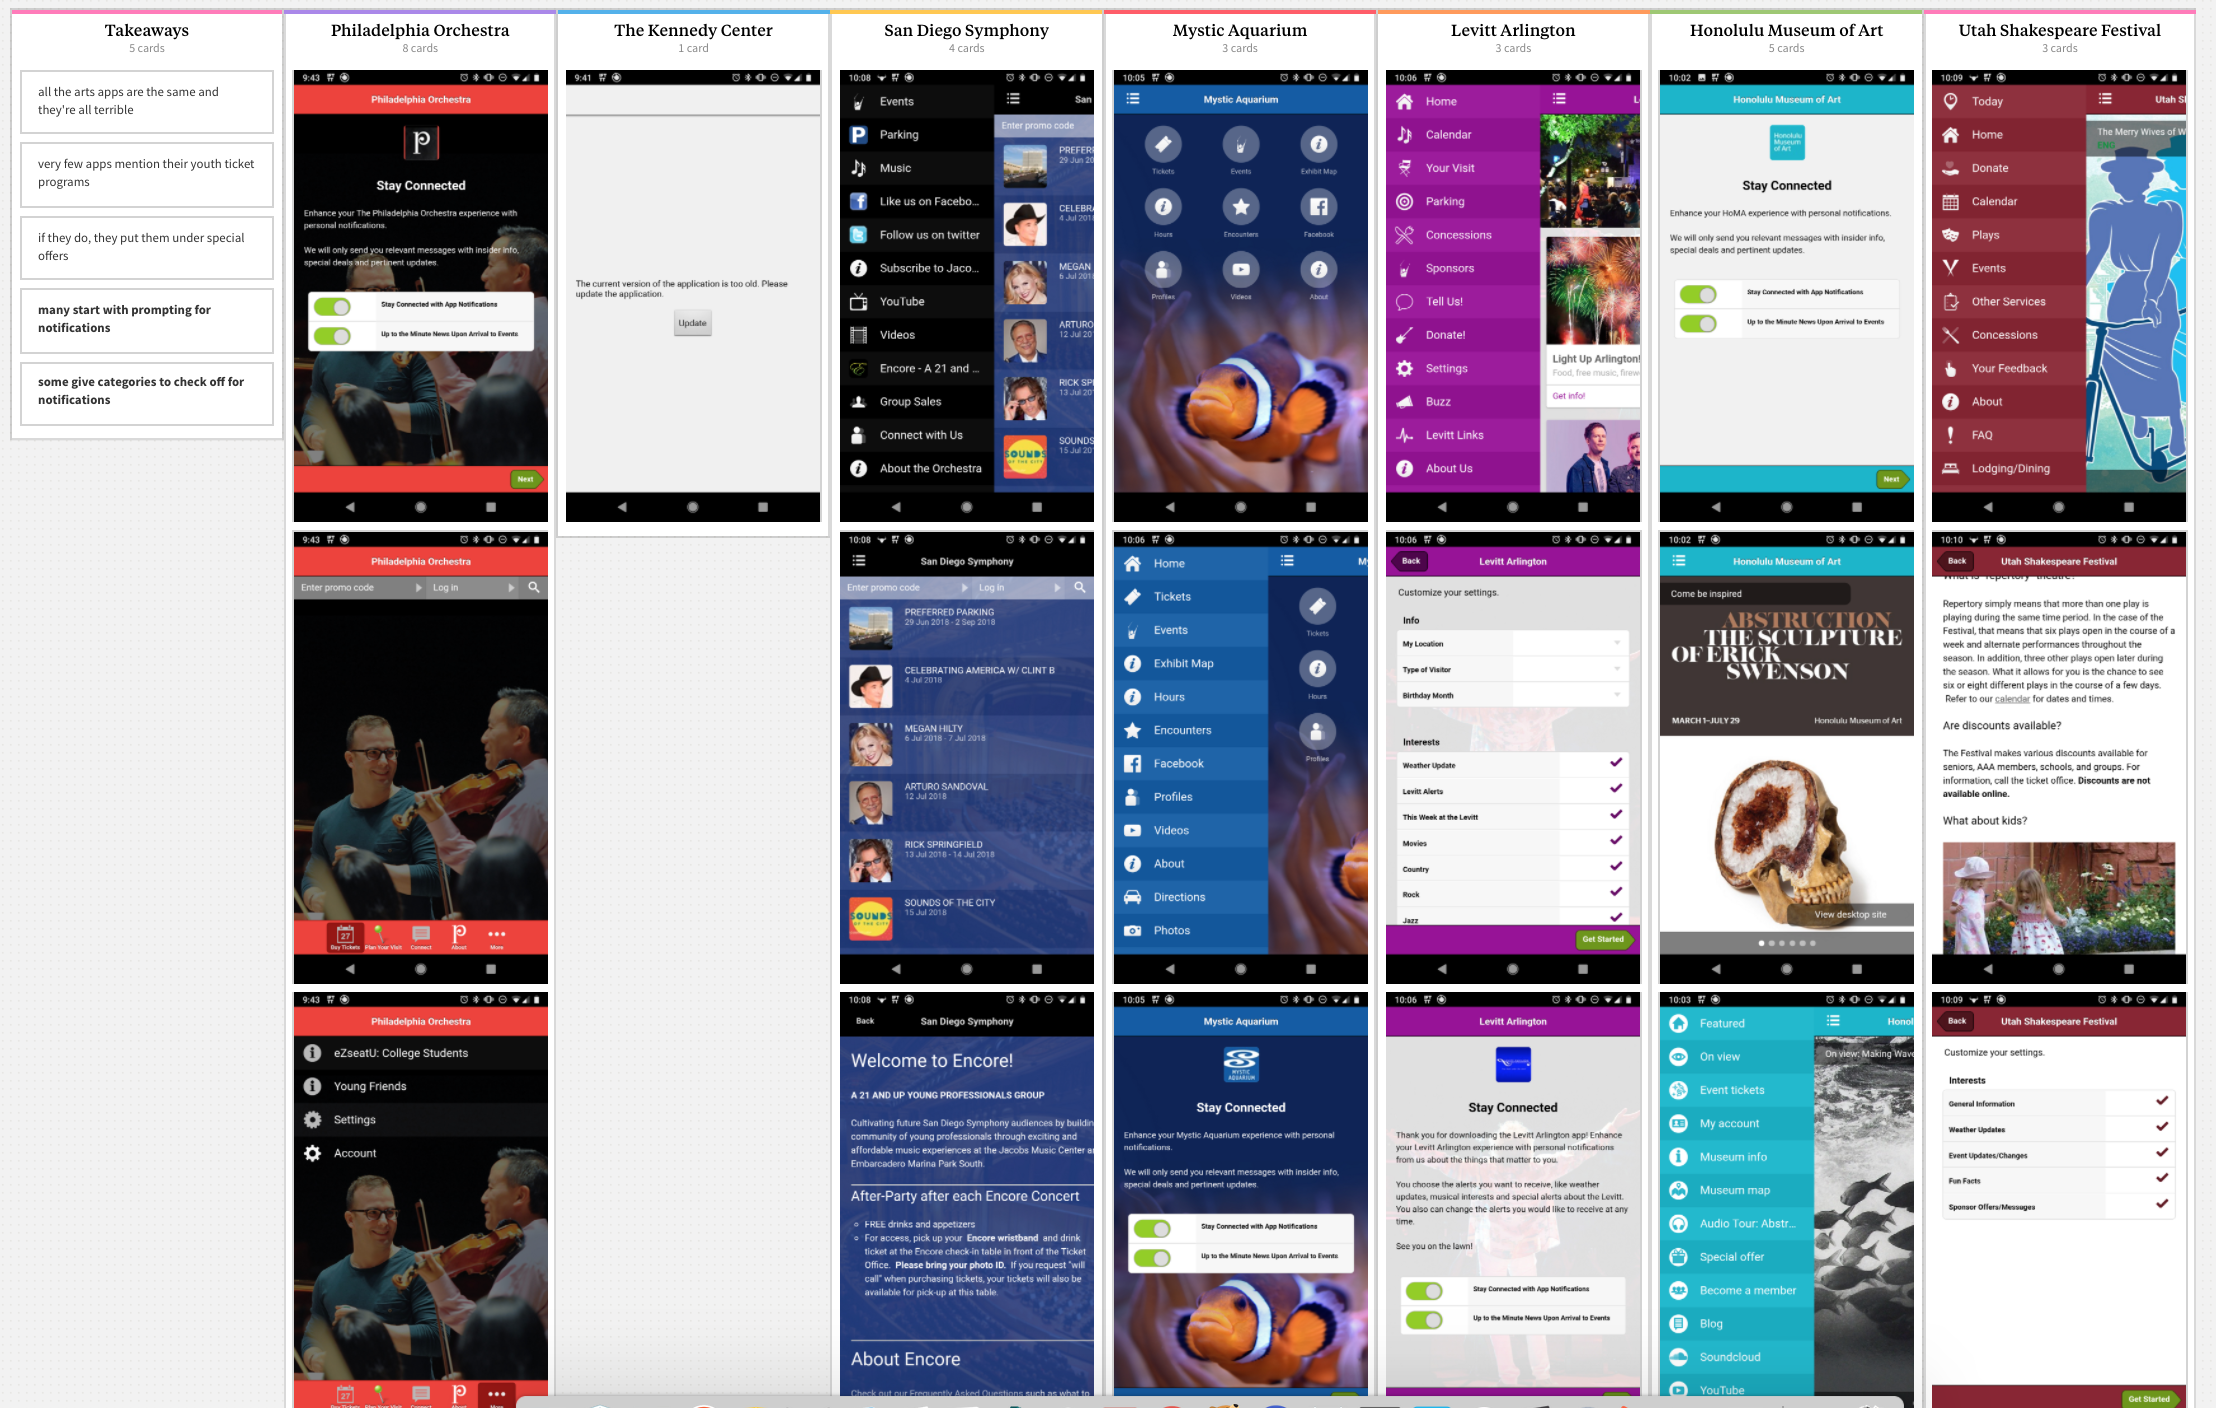 Takeaways
5 cards
all the arts apps are the same and
they're all terrible
very few apps mention their youth ticket
programs
if they do, they put them under special
offers
many start with prompting for
notifications
some give categories to check off for
notifications
Philadelphia Orchestra
8 cards
9:43
Philadelphia Orchestra
Stay Connected
Enhance your The Philadelphia Orchestra experience with
personal notifications.
We will only send you relevant messages with insider info,
special deals and pertinent updates.
Stay Connected with App Notifications
Up to the Minute News Upon Arrival to Events
Next
9:43
Philadelphia Orchestra
Enter promo code
Log in
27
Buy Tickets
Plan Your Visit
Connect
About
More
9:43
Philadelphia Orchestra
eZseatU: College Students
Young Friends
Settings
Account
27
The Kennedy Center
1 card
9:41
The current version of the application is too old. Please
update the application.
Update
San Diego Symphony
4 cards
10:08
Events
Parking
Music
Like us on Facebo...
Follow us on twitter
Subscribe to Jaco...
YouTube
Videos
Encore - A 21 and ...
Group Sales
Connect with Us
About the Orchestra
San
Enter promo code
PREFERR
29 Jun 20
CELEBRA
4 Jul 2018
MEGAN
6 Jul 2018
ARTURO
12 Jul 201
RICK SPI
13 Jul 20
SOUNDS
15 Jul 20
SOUNDS
OF THE CITY
10:08
San Diego Symphony
Enter promo code
Log in
PREFERRED PARKING
29 Jun 2018 - 2 Sep 2018
CELEBRATING AMERICA W/ CLINT B
4 Jul 2018
MEGAN HILTY
6 Jul 2018 - 7 Jul 2018
ARTURO SANDOVAL
12 Jul 2018
RICK SPRINGFIELD
13 Jul 2018 - 14 Jul 2018
SOUNDS OF THE CITY
15 Jul 2018
SOUNDS
OF THE CITY
10:08
Back
San Diego Symphony
Welcome to Encore!
A 21 AND UP YOUNG PROFESSIONALS GROUP
Cultivating future San Diego Symphony audiences by buildin
community of young professionals through exciting and
affordable music experiences at the Jacobs Music Center a
Embarcadero Marina Park South.
After-Party after each Encore Concert
FREE drinks and appetizers
For access, pick up your Encore wristband and drink
ticket at the Encore check-in table in front of the Ticket
Office. Please bring your photo ID. If you request "will
call" when purchasing tickets, your tickets will also be
available for pick-up at this table.
About Encore
Check out our Frequently Asked Questions such as what to
Mystic Aquarium
3 cards
10:05
Mystic Aquarium
Tickets
Events
Exhibit Map
Hours
Encounters
Facebook
Profiles
Videos
About
10:06
Home
Tickets
Events
Exhibit Map
Hours
Encounters
Facebook
Profiles
Videos
About
Directions
Photos
My
Tickets
Hours
Profiles
10:05
Mystic Aquarium
MYSTIC
AQUARIUM
Stay Connected
Enhance your Mystic Aquarium experience with personal
notifications.
We will only send you relevant messages with insider info,
special deals and pertinent updates.
Stay Connected with App Notifications
Up to the Minute News Upon Arrival to Events
Levitt Arlington
3 cards
10:06
Home
Calendar
Your Visit
Parking
Concessions
Sponsors
Tell Us!
Donate!
Settings
Buzz
Levitt Links
About Us
L
Light Up Arlington!
Food, free music, firew
Get info!
10:06
Back
Levitt Arlington
Customize your settings.
Info
My Location
Type of Visitor
Birthday Month
Interests
Weather Update
Levitt Alerts
This Week at the Levitt
Movies
Country
Rock
Jazz
Get Started
10:06
Levitt Arlington
Stay Connected
Thank you for downloading the Levitt Arlington app! Enhance
your Levitt Arlington experience with personal notifications
from us about the things that matter to you.
You choose the alerts you want to receive, like weather
updates, musical interests and special alerts about the Levitt.
You also can change the alerts you would like to receive at any
time.
See you on the lawn!
Stay Connected with App Notifications
Up to the Minute News Upon Arrival to Events
Honolulu Museum of Art
5 cards
10:02
Honolulu Museum of Art
Honolulu
Museum
of Art
Stay Connected
Enhance your HoMA experience with personal notifications.
We will only send you relevant messages with insider info,
special deals and pertinent updates.
Stay Connected with App Notifications
Up to the Minute News Upon Arrival to Events
Next
10:02
Honolulu Museum of Art
Come be inspired
ABSTRUCTION
THE SCULPTURE
OF ERICK
SWENSON
MARCH 1–JULY 29
Honolulu Museum of Art
View desktop site
10:03
Featured
On view
Event tickets
My account
Museum info
Museum map
Audio Tour: Abstr...
Special offer
Become a member
Blog
Soundcloud
YouTube
Honol
On view: Making Wave
Utah Shakespeare Festival
3 cards
10:09
Today
Home
Donate
Calendar
Plays
Events
Other Services
Concessions
Your Feedback
About
FAQ
Lodging/Dining
Utah S
The Merry Wives of W
ENG
10:10
Back
Utah Shakespeare Festival
What is "repertory" theatre?
Repertory simply means that more than one play is
playing during the same time period. In the case of the
Festival, that means that six plays open in the course of a
week and alternate performances throughout the
season. In addition, three other plays open later during
the season. What it allows for you is the chance to see
six or eight different plays in the course of a few days.
Refer to our calendar for dates and times.
Are discounts available?
The Festival makes various discounts available for
seniors, AAA members, schools, and groups. For
information, call the ticket office. Discounts are not
available online.
What about kids?
10:09
Back
Utah Shakespeare Festival
Customize your settings.
Interests
General Information
Weather Updates
Event Updates/Changes
Fun Facts
Sponsor Offers/Messages
Get Started